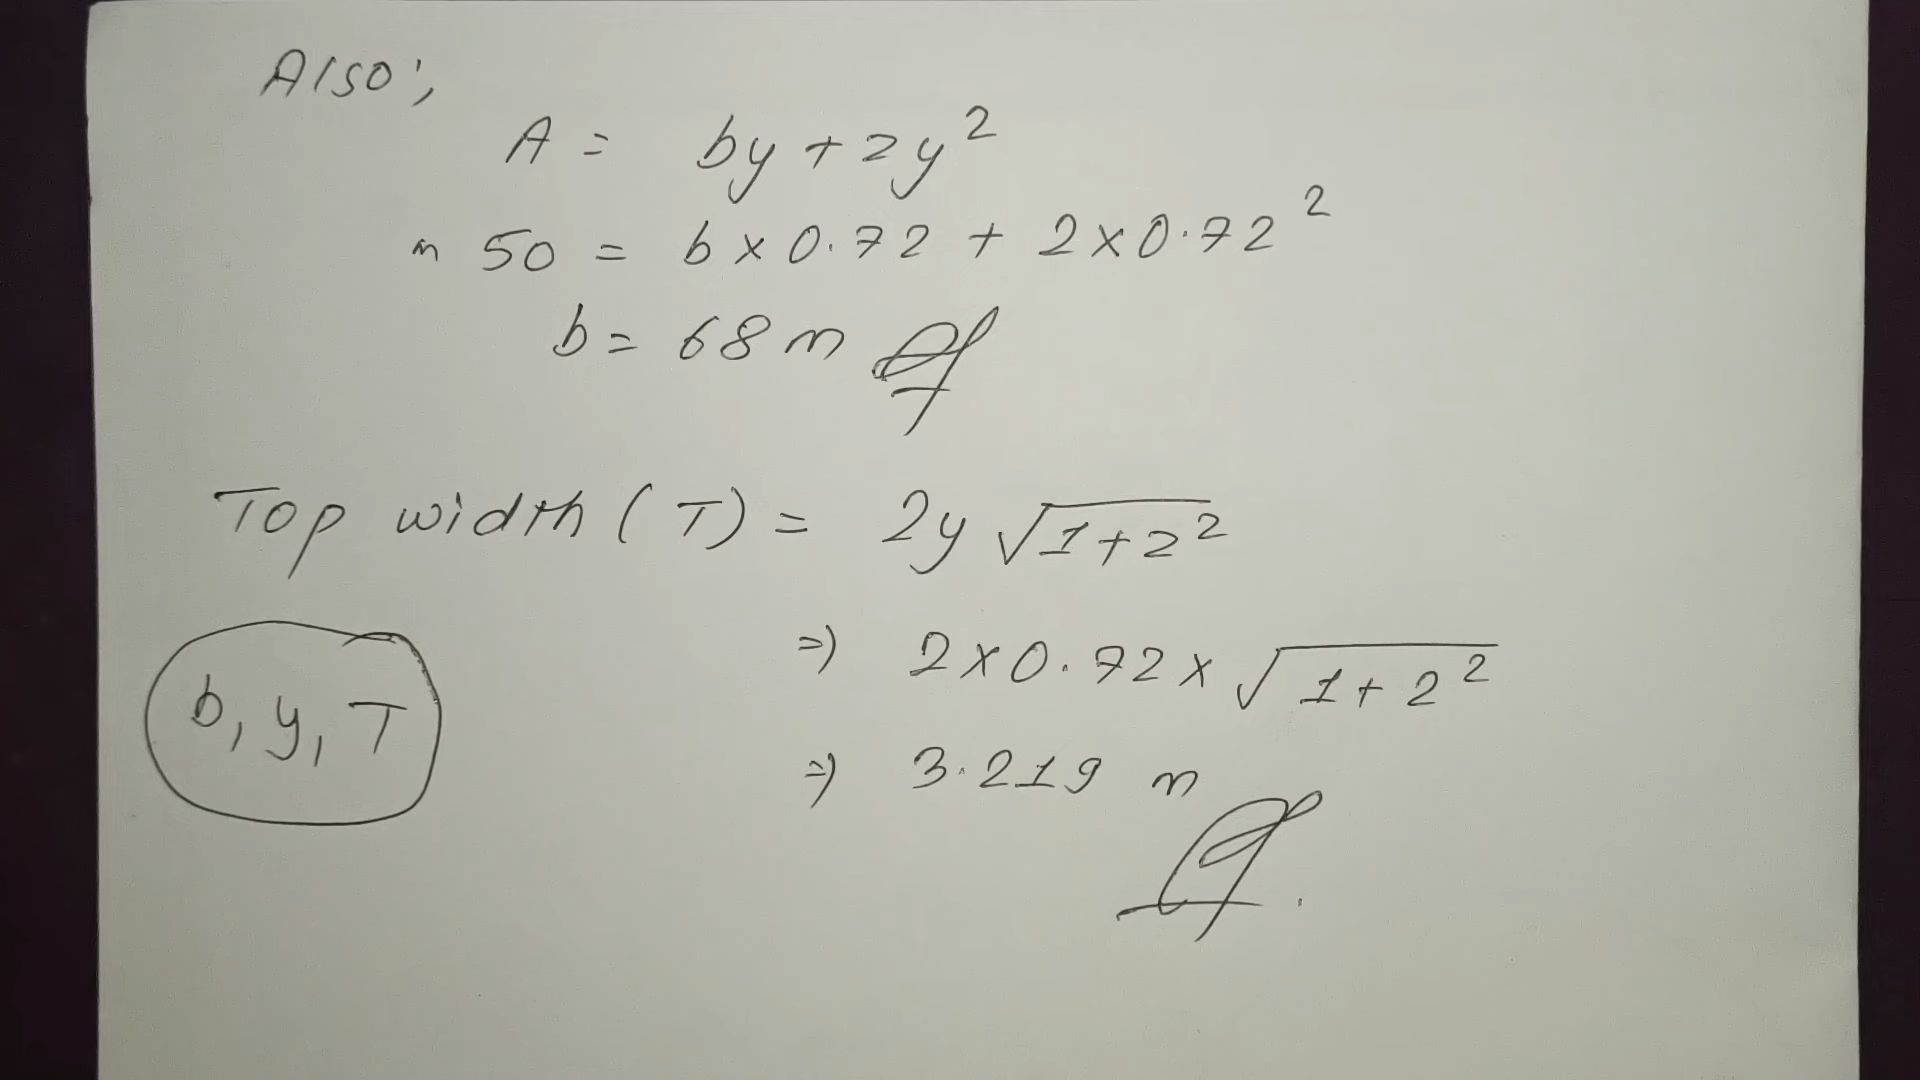 Also;
A = by + zy²
n 50 = b × 0.72 + 2 × 0.72²
b = 68 m
Top width (T) = 2y √1+z²
⇒ 2 × 0.72 × √1+2²
b, y, T
⇒ 3.219 m